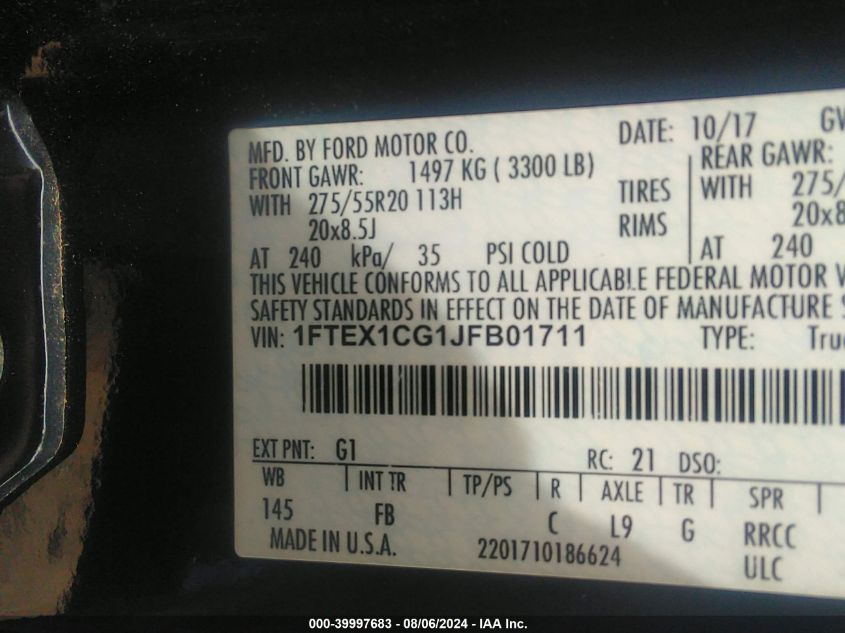 MFD. BY FORD MOTOR CO. DATE: 10/17 GV
FRONT GAWR: 1497 KG ( 3300 LB) REAR GAWR:
WITH 275/55R20 113H TIRES WITH 275/
20x8.5J RIMS 20x8
AT 240 kPa/ 35 PSI COLD AT 240
THIS VEHICLE CONFORMS TO ALL APPLICABLE FEDERAL MOTOR V
SAFETY STANDARDS IN EFFECT ON THE DATE OF MANUFACTURE S
VIN: 1FTEX1CG1JFB01711 TYPE: Truc
EXT PNT: G1 RC: 21 DSO:
WB INT TR TP/PS R AXLE TR SPR
145 FB C L9 G RRCC
MADE IN U.S.A. 2201710186624 ULC
000-39997683 - 08/06/2024 - IAA Inc.